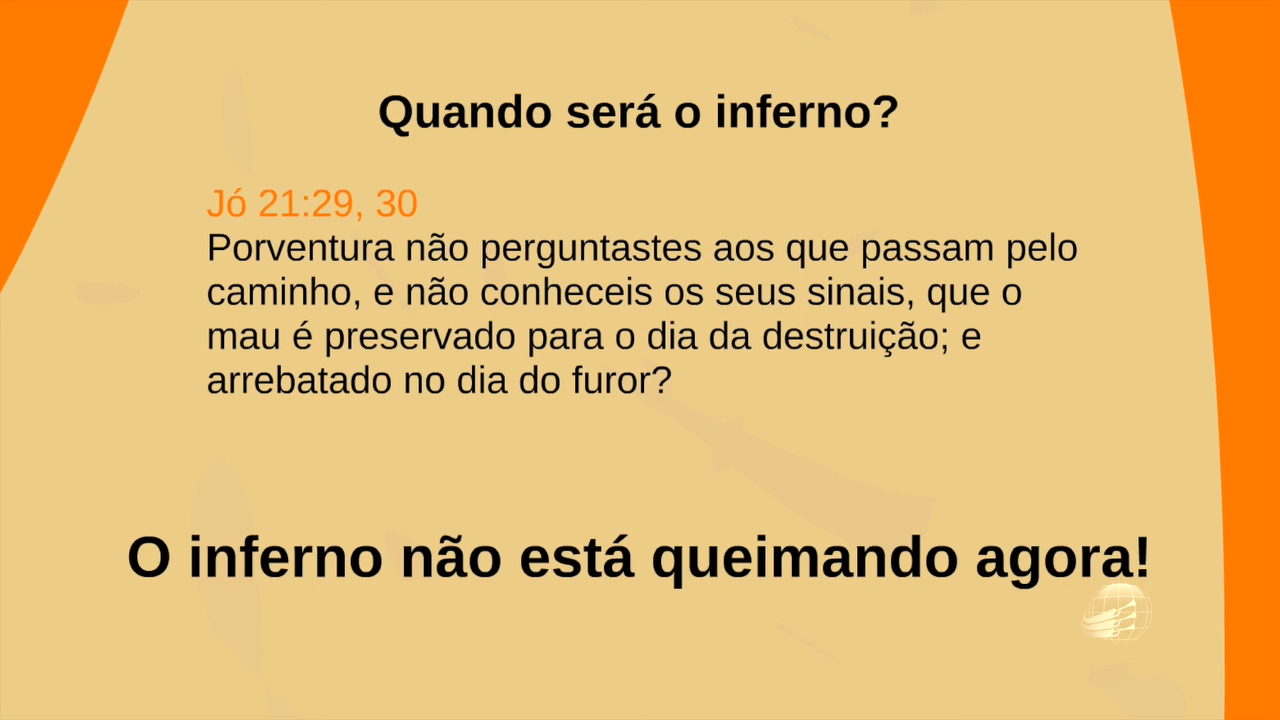 Quando será o inferno?
Jó 21:29, 30
Porventura não perguntastes aos que passam pelo
caminho, e não conheceis os seus sinais, que o
mau é preservado para o dia da destruição; e
arrebatado no dia do furor?
O inferno não está queimando agora!